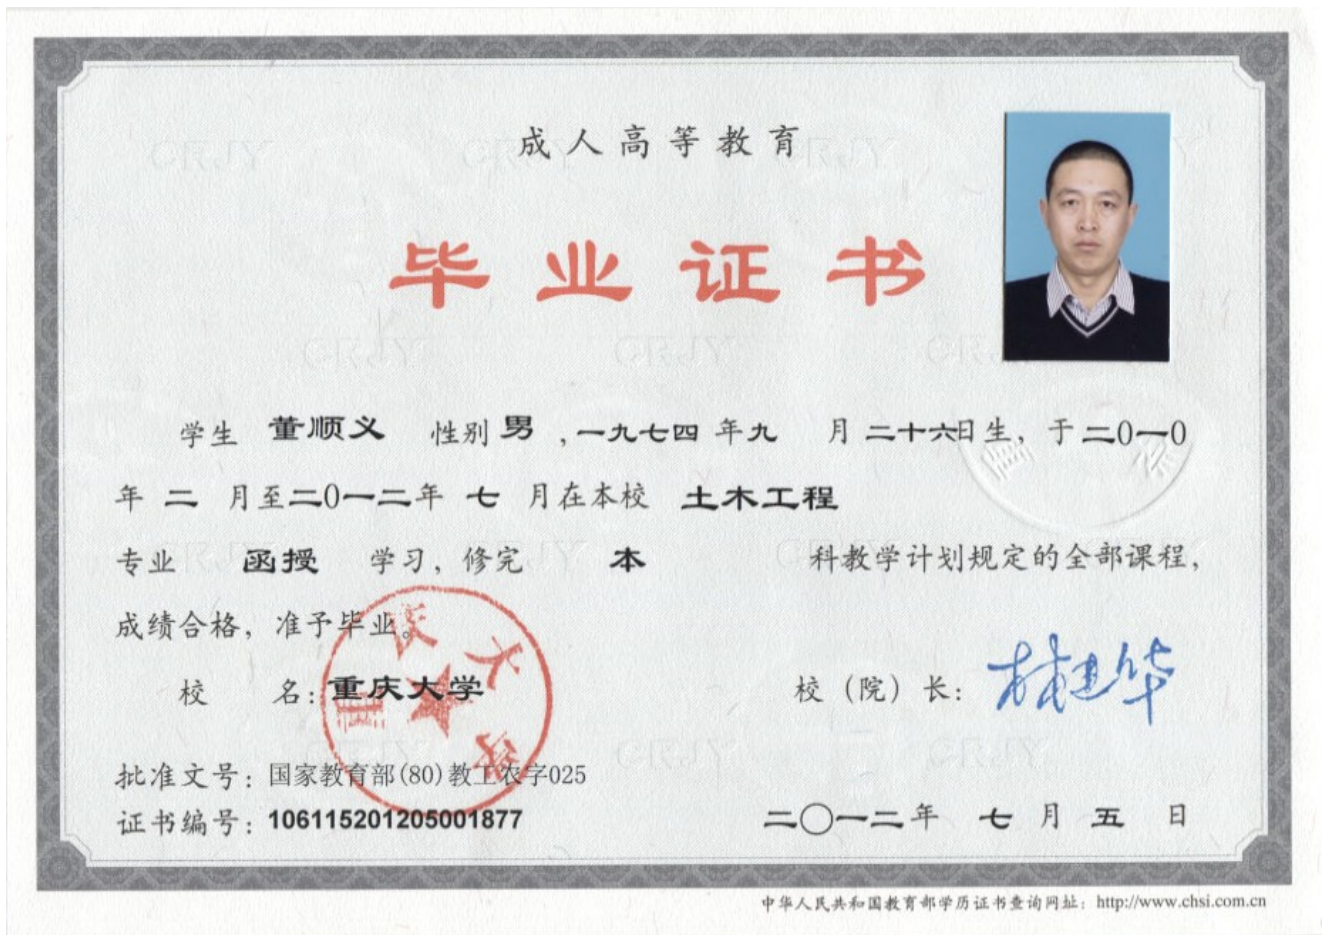 成人高等教育
毕业证书
学生 董顺义 性别 男 ，一九七四 年 九 月 二十六日生，于 二0一0
年 二 月至二0一二年 七 月在本校 土木工程
专业 函授 学习，修完 本 科教学计划规定的全部课程，
成绩合格，准予毕业。
校 名：重庆大学 校（院）长：
重庆大学
批准文号：国家教育部(80)教工农字025
证书编号：106115201205001877 二〇一二年 七 月 五 日
中华人民共和国教育部学历证书查询网址：http://www.chsi.com.cn